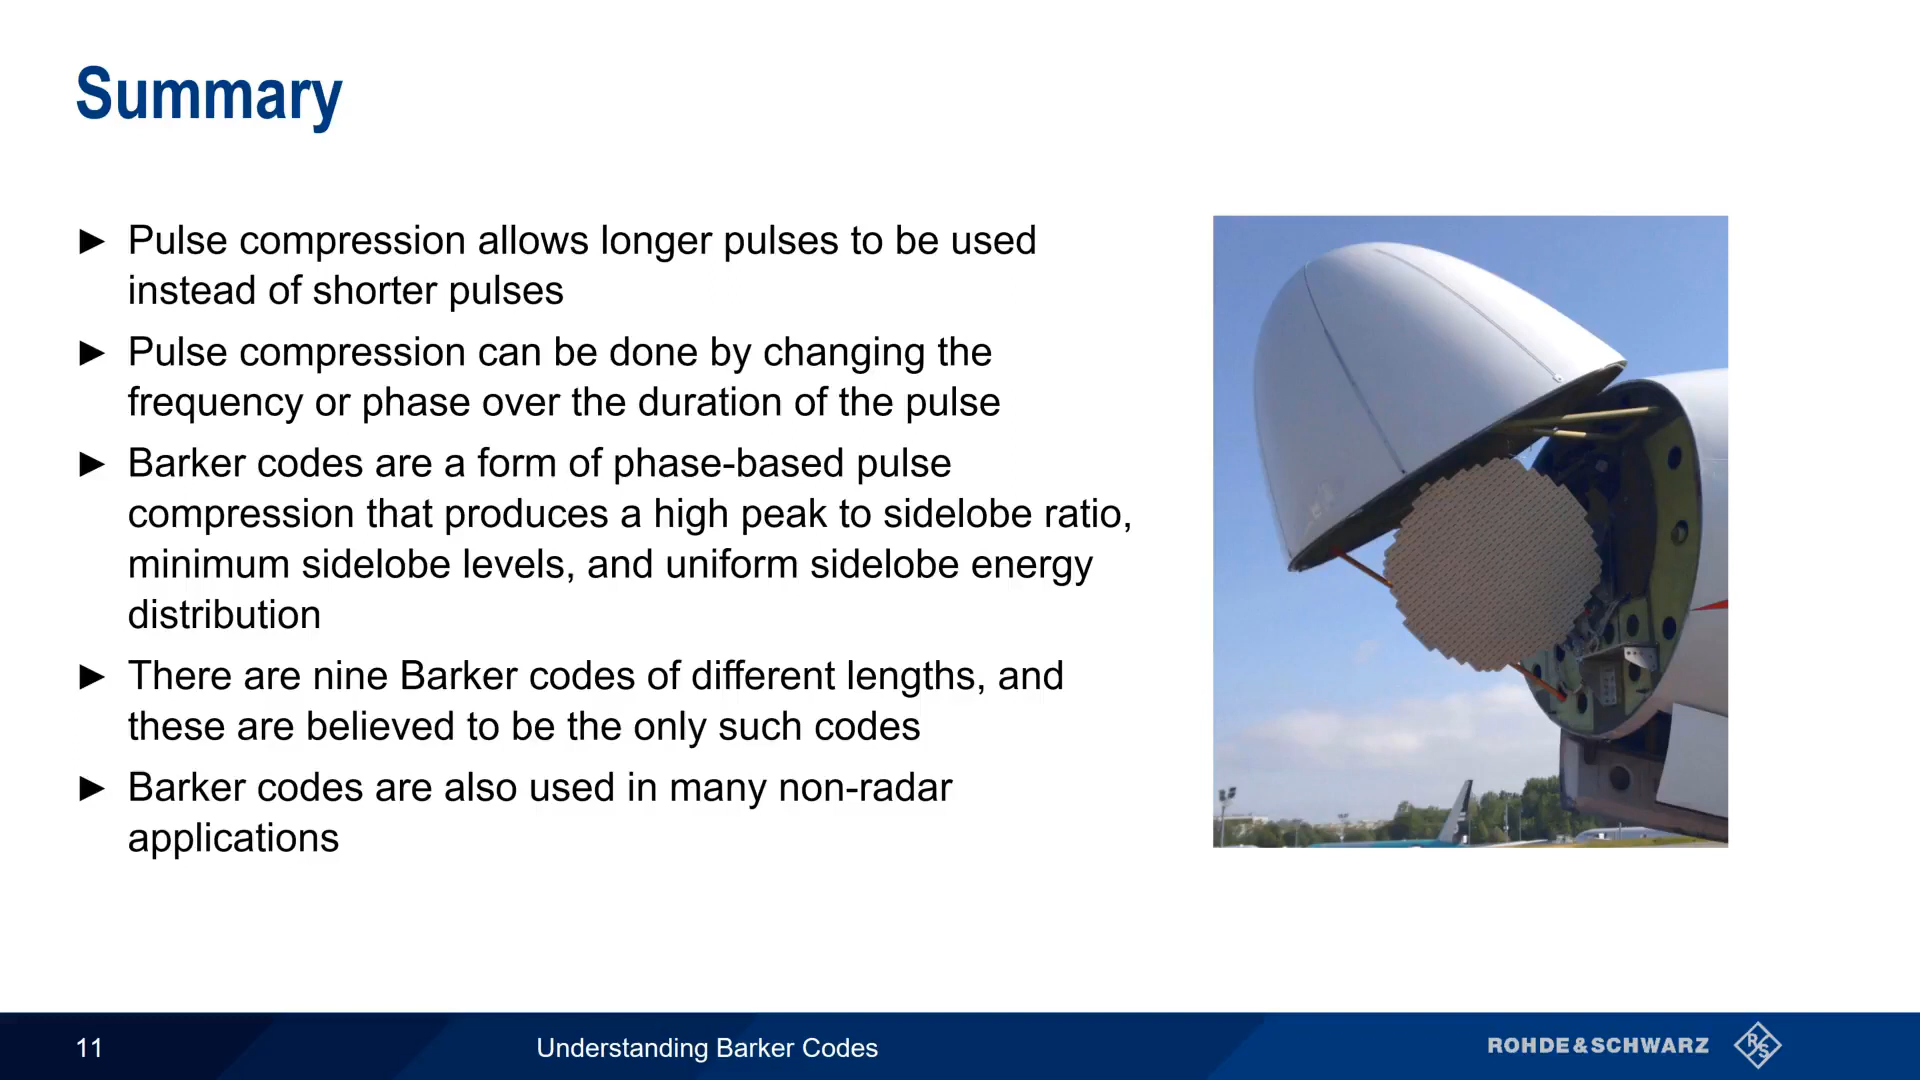 Summary
► Pulse compression allows longer pulses to be used
instead of shorter pulses
► Pulse compression can be done by changing the
frequency or phase over the duration of the pulse
► Barker codes are a form of phase-based pulse
compression that produces a high peak to sidelobe ratio,
minimum sidelobe levels, and uniform sidelobe energy
distribution
► There are nine Barker codes of different lengths, and
these are believed to be the only such codes
► Barker codes are also used in many non-radar
applications
11
Understanding Barker Codes
ROHDE&SCHWARZ
R S